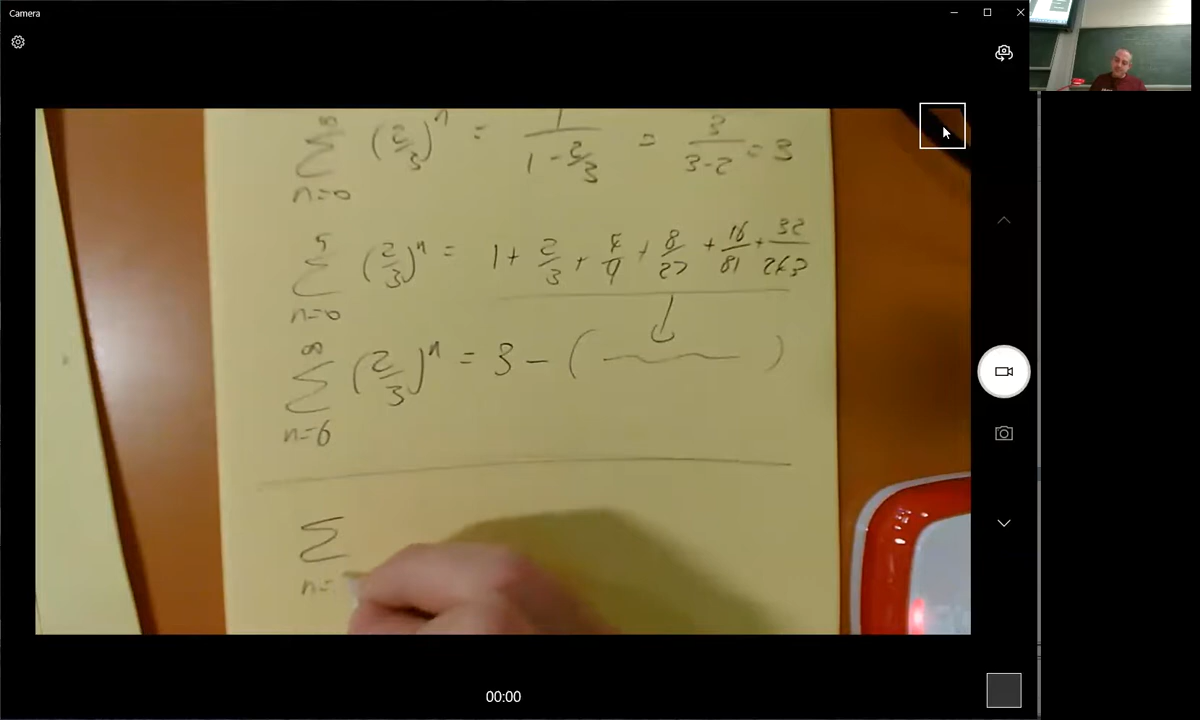 Camera
∑_{n=0}^{∞} (2/3)^n = 1/(1 - 2/3) = 3/(3-2) = 3
∑_{n=0}^{5} (2/3)^n = 1 + 2/3 + 4/9 + 8/27 + 16/81 + 32/243
∑_{n=6}^{∞} (2/3)^n = 3 - ( )
∑
n=
00:00